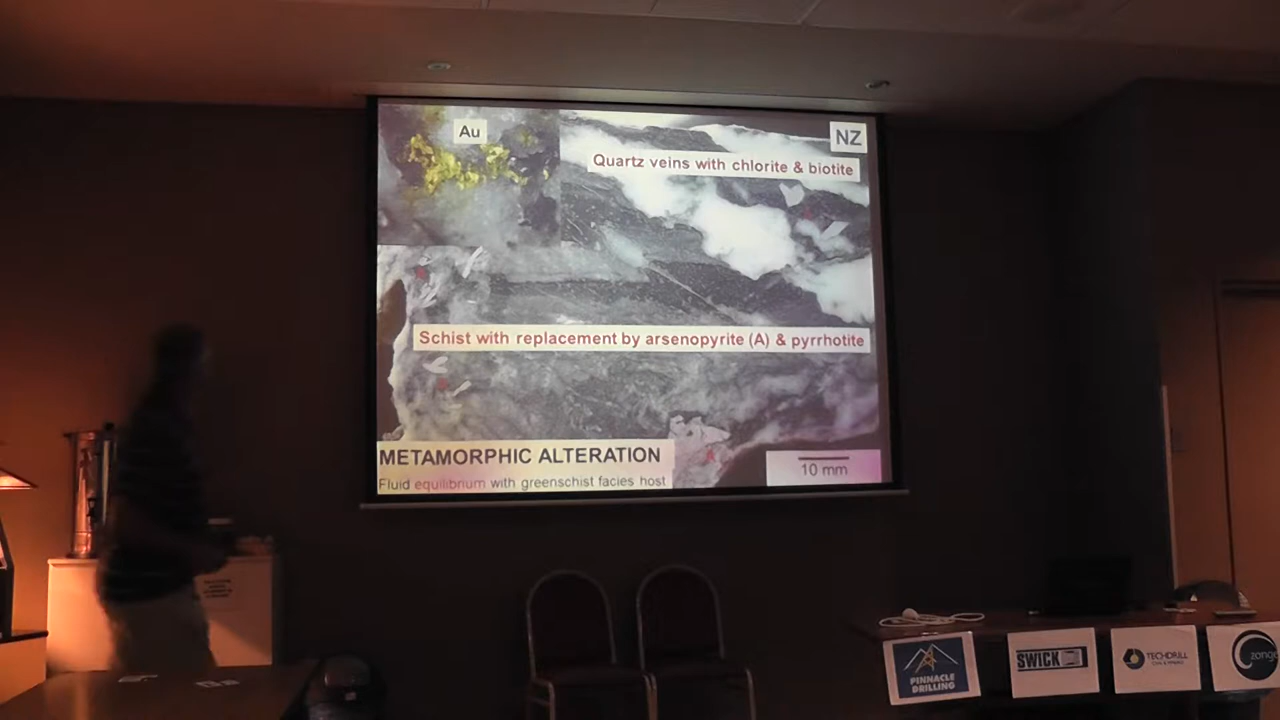 Au
NZ
Quartz veins with chlorite & biotite
Schist with replacement by arsenopyrite (A) & pyrrhotite
METAMORPHIC ALTERATION
Fluid equilibrium with greenschist facies host
10 mm
PINNACLE
DRILLING
SWICK
TECHDRILL
zongo